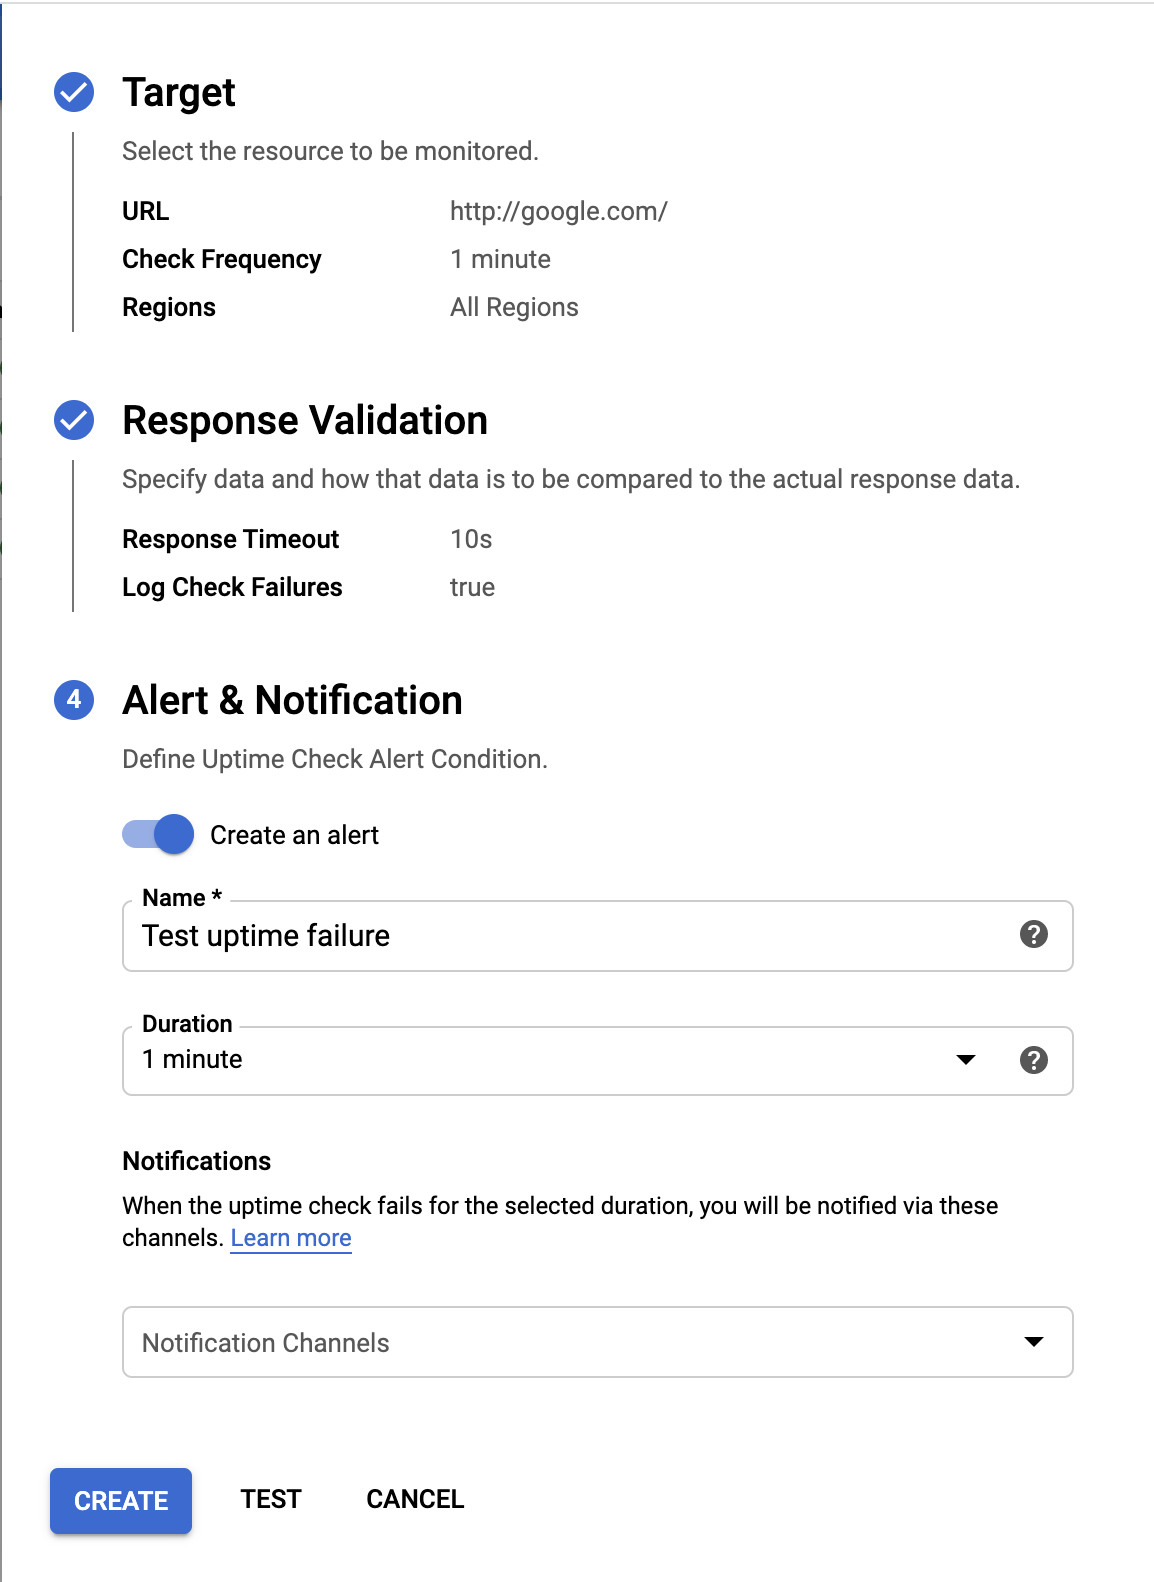 Target
Select the resource to be monitored.
URL http://google.com/
Check Frequency 1 minute
Regions All Regions
Response Validation
Specify data and how that data is to be compared to the actual response data.
Response Timeout 10s
Log Check Failures true
4 Alert & Notification
Define Uptime Check Alert Condition.
Create an alert
Name *
Test uptime failure ?
Duration
1 minute ?
Notifications
When the uptime check fails for the selected duration, you will be notified via these
channels. Learn more
Notification Channels
CREATE TEST CANCEL